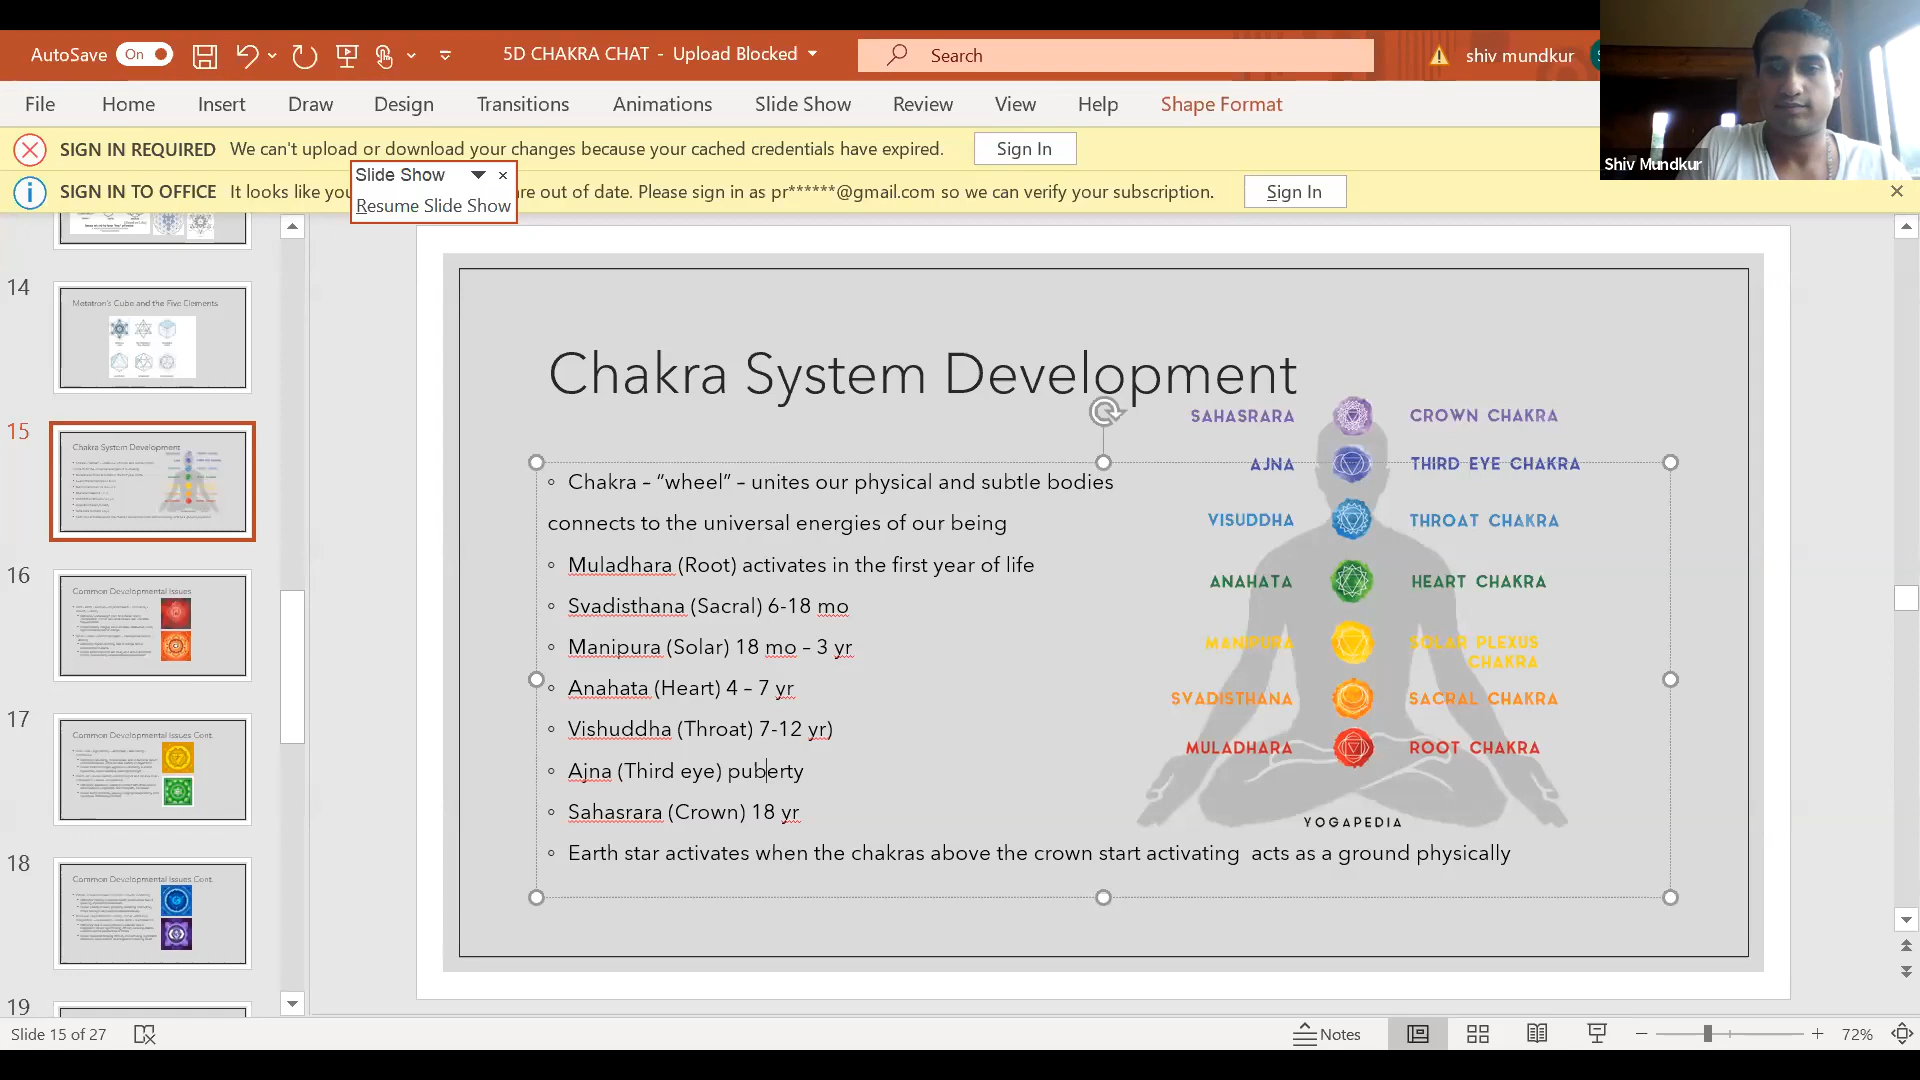 AutoSave On
5D CHAKRA CHAT - Upload Blocked
Search
shiv mundkur
File Home Insert Draw Design Transitions Animations Slide Show Review View Help Shape Format
SIGN IN REQUIRED We can't upload or download your changes because your cached credentials have expired. Sign In
SIGN IN TO OFFICE It looks like you are out of date. Please sign in as pr******@gmail.com so we can verify your subscription. Sign In
Slide Show
Resume Slide Show
Shiv Mundkur
14
Metatron's Cube and the Five Elements
15
Chakra System Development
16
Common Developmental Issues
17
Common Developmental Issues Cont.
18
Common Developmental Issues Cont.
19
Chakra System Development
◦ Chakra – “wheel” – unites our physical and subtle bodies
connects to the universal energies of our being
◦ Muladhara (Root) activates in the first year of life
◦ Svadisthana (Sacral) 6-18 mo
◦ Manipura (Solar) 18 mo – 3 yr
◦ Anahata (Heart) 4 – 7 yr
◦ Vishuddha (Throat) 7-12 yr)
◦ Ajna (Third eye) puberty
◦ Sahasrara (Crown) 18 yr
◦ Earth star activates when the chakras above the crown start activating acts as a ground physically
SAHASRARA CROWN CHAKRA
AJNA THIRD EYE CHAKRA
VISUDDHA THROAT CHAKRA
ANAHATA HEART CHAKRA
MANIPURA SOLAR PLEXUS
CHAKRA
SVADISTHANA SACRAL CHAKRA
MULADHARA ROOT CHAKRA
YOGAPEDIA
Slide 15 of 27
Notes
72%